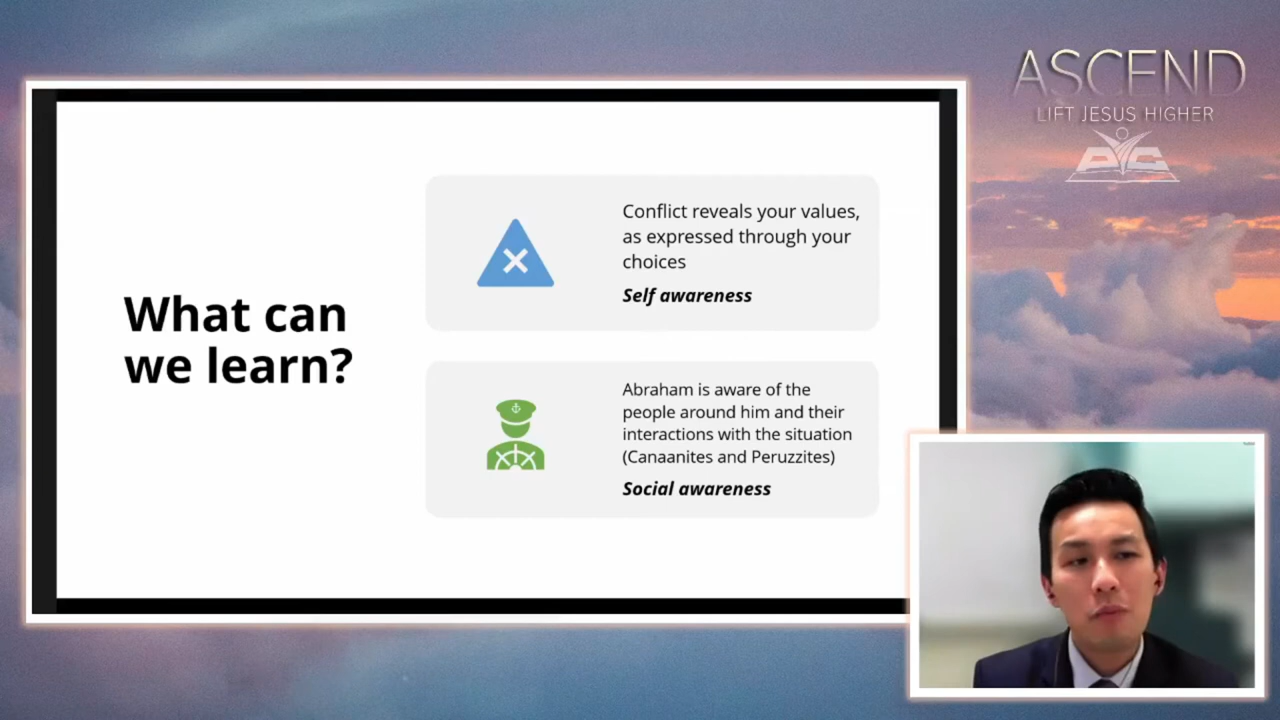 ASCEND
LIFT JESUS HIGHER
AYC
What can
we learn?
Conflict reveals your values,
as expressed through your
choices
Self awareness
Abraham is aware of the
people around him and their
interactions with the situation
(Canaanites and Peruzzites)
Social awareness